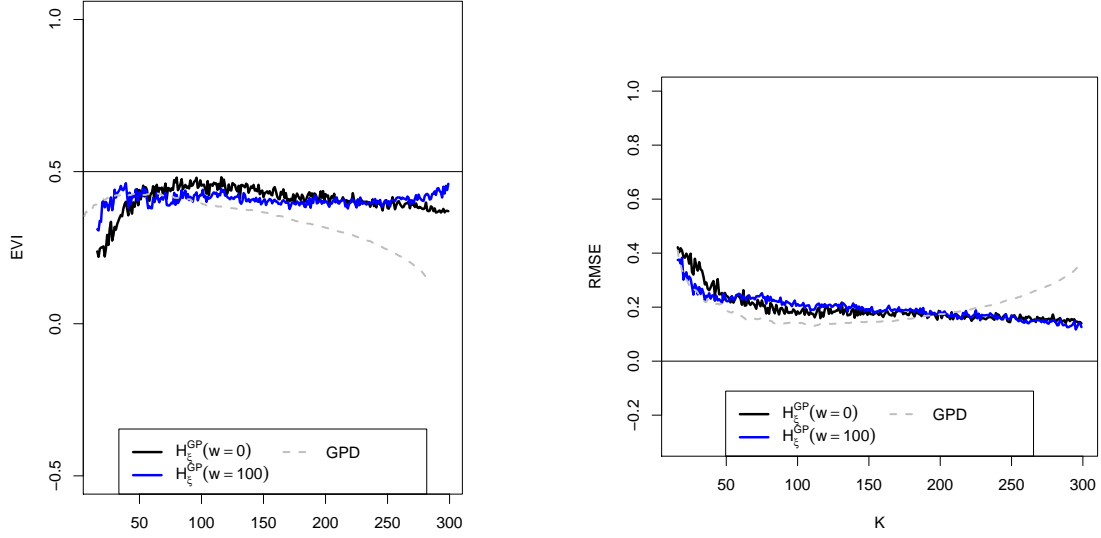 EVI
1.0
0.5
0.0
−0.5
50 100 150 200 250 300
H_ξ^GP(w = 0)
H_ξ^GP(w = 100)
GPD
RMSE
1.0
0.8
0.6
0.4
0.2
0.0
−0.2
50 100 150 200 250 300
K
H_ξ^GP(w = 0)
H_ξ^GP(w = 100)
GPD